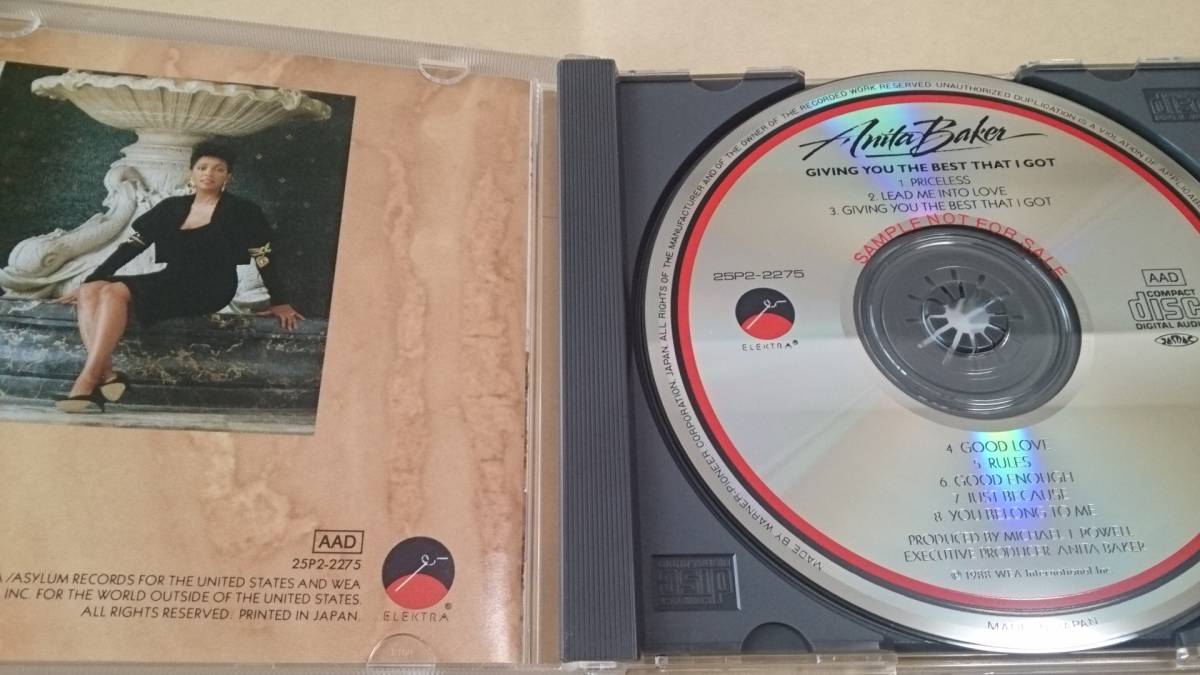 AAD
25P2-2275
/ASYLUM RECORDS FOR THE UNITED STATES AND WEA
INC. FOR THE WORLD OUTSIDE OF THE UNITED STATES.
ALL RIGHTS RESERVED. PRINTED IN JAPAN.
ELEKTRA®
ALL RIGHTS OF THE MANUFACTURER AND OF THE OWNER OF THE RECORDED WORK RESERVED. UNAUTHORIZED DUPLICATION IS A VIOLATION OF APPLICABLE
Anita Baker
GIVING YOU THE BEST THAT I GOT
1. PRICELESS
2. LEAD ME INTO LOVE
3. GIVING YOU THE BEST THAT I GOT
SAMPLE NOT FOR SALE
25P2-2275
ELEKTRA®
AAD
COMPACT
disc
DIGITAL AUDIO
JASRAC
4. GOOD LOVE
5. RULES
6. GOOD ENOUGH
7. JUST BECAUSE
8. YOU BELONG TO ME
PRODUCED BY MICHAEL J. POWELL
EXECUTIVE PRODUCER: ANITA BAKER
© 1988 WEA International Inc.
MADE BY WARNER-PIONEER CORPORATION, JAPAN.
MADE IN JAPAN